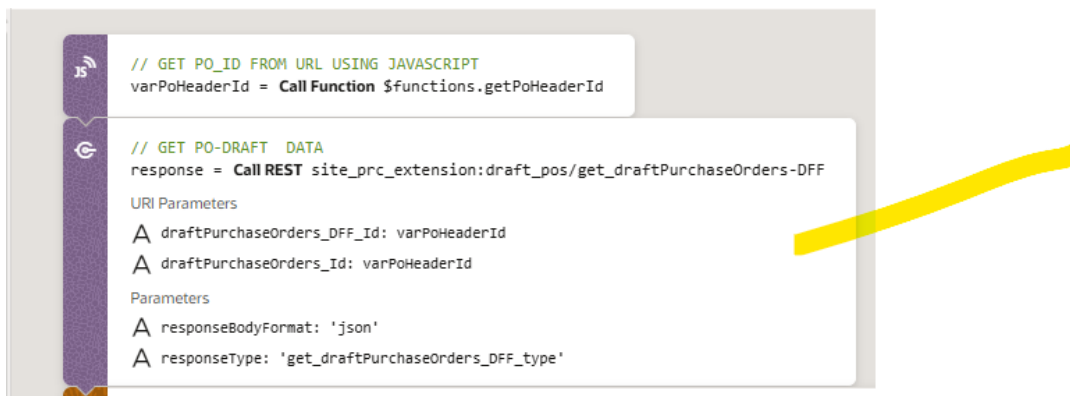 JS
// GET PO_ID FROM URL USING JAVASCRIPT
varPoHeaderId = Call Function $functions.getPoHeaderId
// GET PO-DRAFT  DATA
response = Call REST site_prc_extension:draft_pos/get_draftPurchaseOrders-DFF
URI Parameters
A draftPurchaseOrders_DFF_Id: varPoHeaderId
A draftPurchaseOrders_Id: varPoHeaderId
Parameters
A responseBodyFormat: 'json'
A responseType: 'get_draftPurchaseOrders_DFF_type'